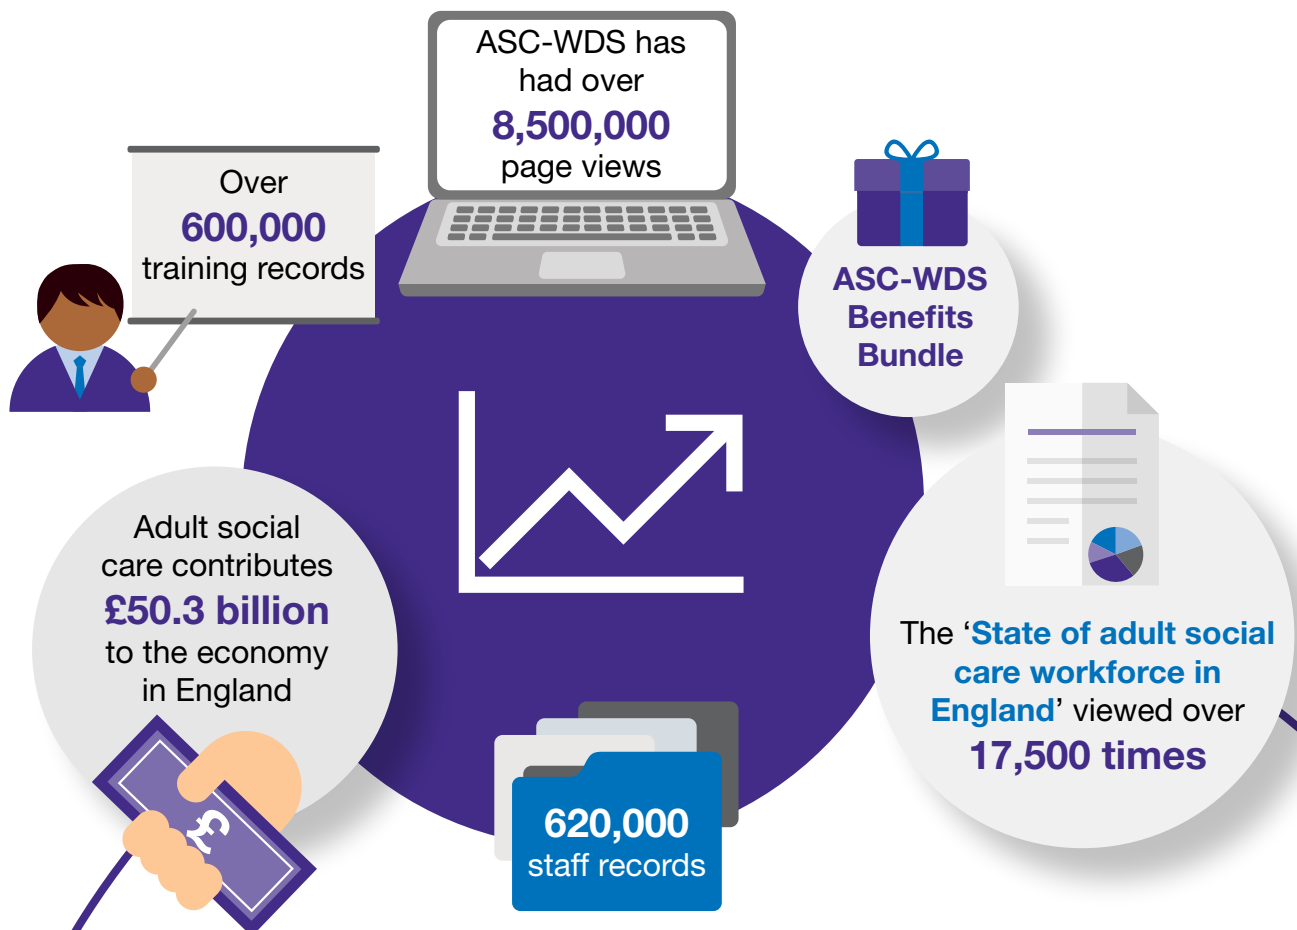 ASC-WDS has
had over
8,500,000
page views
Over
600,000
training records
ASC-WDS
Benefits
Bundle
Adult social
care contributes
£50.3 billion
to the economy
in England
£
The ‘State of adult social
care workforce in
England’ viewed over
17,500 times
620,000
staff records